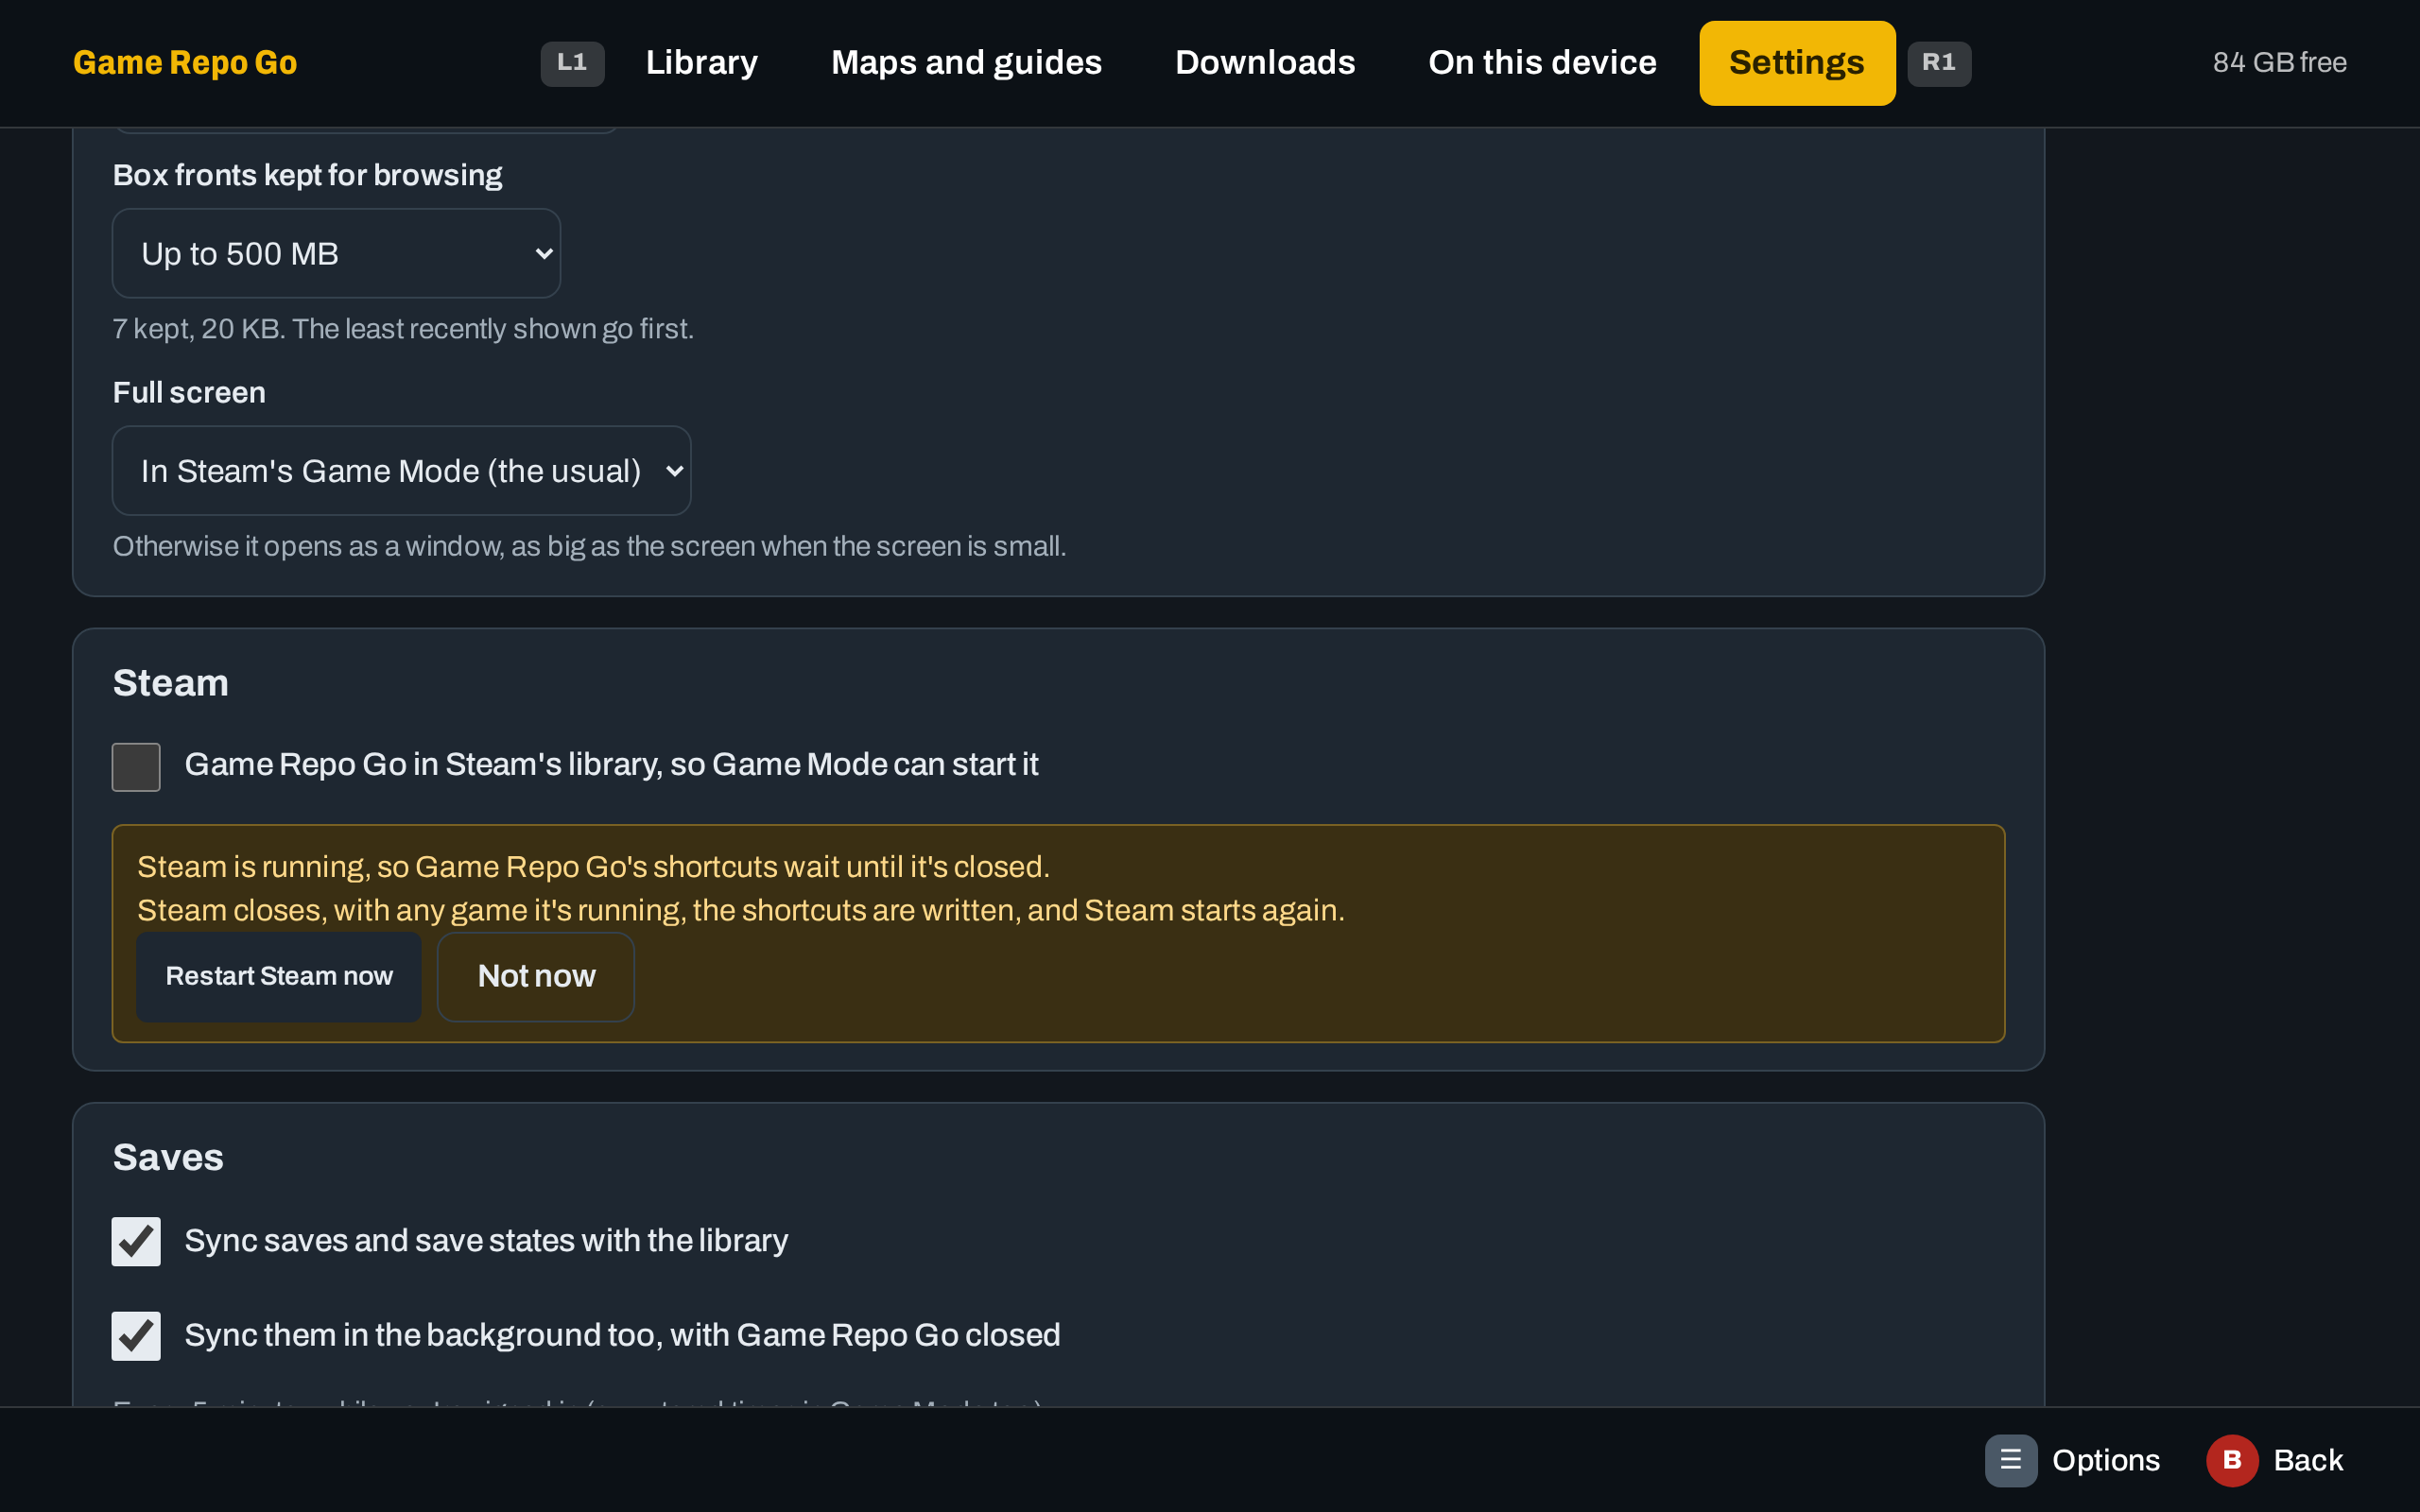 Game Repo Go
L1
Library
Maps and guides
Downloads
On this device
Settings
R1
84 GB free
Box fronts kept for browsing
Up to 500 MB
7 kept, 20 KB. The least recently shown go first.
Full screen
In Steam's Game Mode (the usual)
Otherwise it opens as a window, as big as the screen when the screen is small.
Steam
Game Repo Go in Steam's library, so Game Mode can start it
Steam is running, so Game Repo Go's shortcuts wait until it's closed.
Steam closes, with any game it's running, the shortcuts are written, and Steam starts again.
Restart Steam now
Not now
Saves
Sync saves and save states with the library
Sync them in the background too, with Game Repo Go closed
Options
B
Back